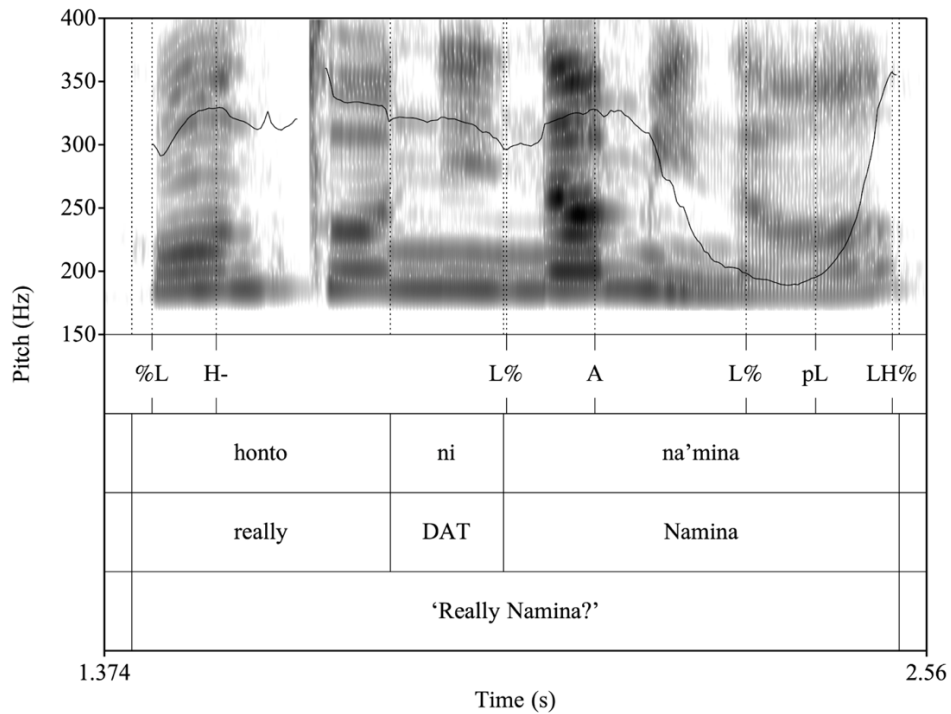 400
350
300
250
200
150
Pitch (Hz)
%L H- L% A L% pL LH%
honto ni na’mina
really DAT Namina
‘Really Namina?’
1.374 2.56
Time (s)